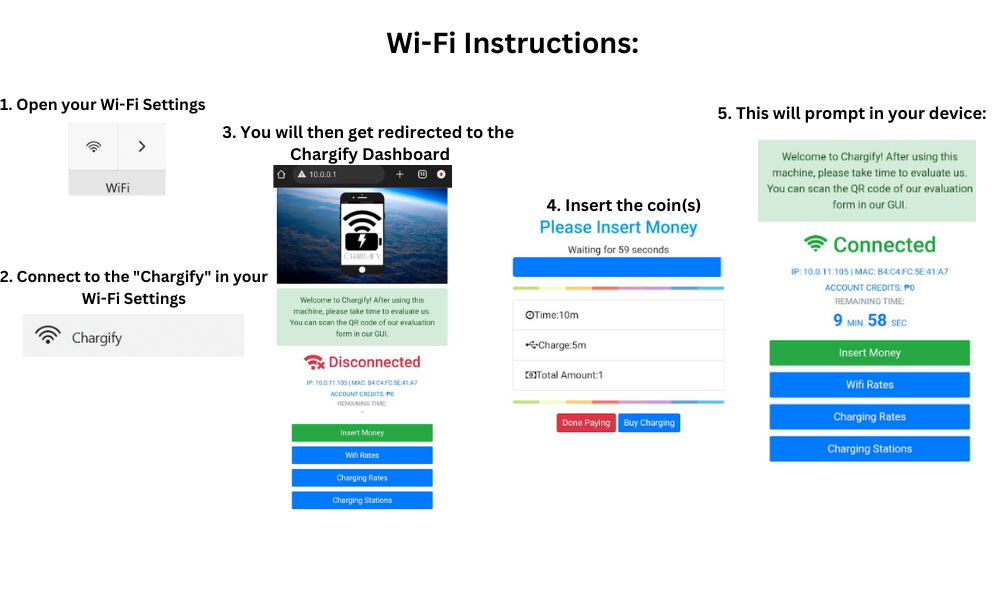 Wi-Fi Instructions:
1. Open your Wi-Fi Settings
WiFi
2. Connect to the "Chargify" in your
Wi-Fi Settings
Chargify
3. You will then get redirected to the
Chargify Dashboard
10.0.0.1
CHARGIFY
Welcome to Chargify! After using this
machine, please take time to evaluate us.
You can scan the QR code of our evaluation
form in our GUI.
Disconnected
IP: 10.0.11.105 | MAC: B4:C4:FC:5E:41:A7
ACCOUNT CREDITS: ₱0
REMAINING TIME:
--
Insert Money
Wifi Rates
Charging Rates
Charging Stations
4. Insert the coin(s)
Please Insert Money
Waiting for 59 seconds
Time:10m
Charge:5m
Total Amount:1
Done Paying Buy Charging
5. This will prompt in your device:
Welcome to Chargify! After using this
machine, please take time to evaluate us.
You can scan the QR code of our evaluation
form in our GUI.
Connected
IP: 10.0.11.105 | MAC: B4:C4:FC:5E:41:A7
ACCOUNT CREDITS: ₱0
REMAINING TIME:
9 MIN. 58 SEC
Insert Money
Wifi Rates
Charging Rates
Charging Stations